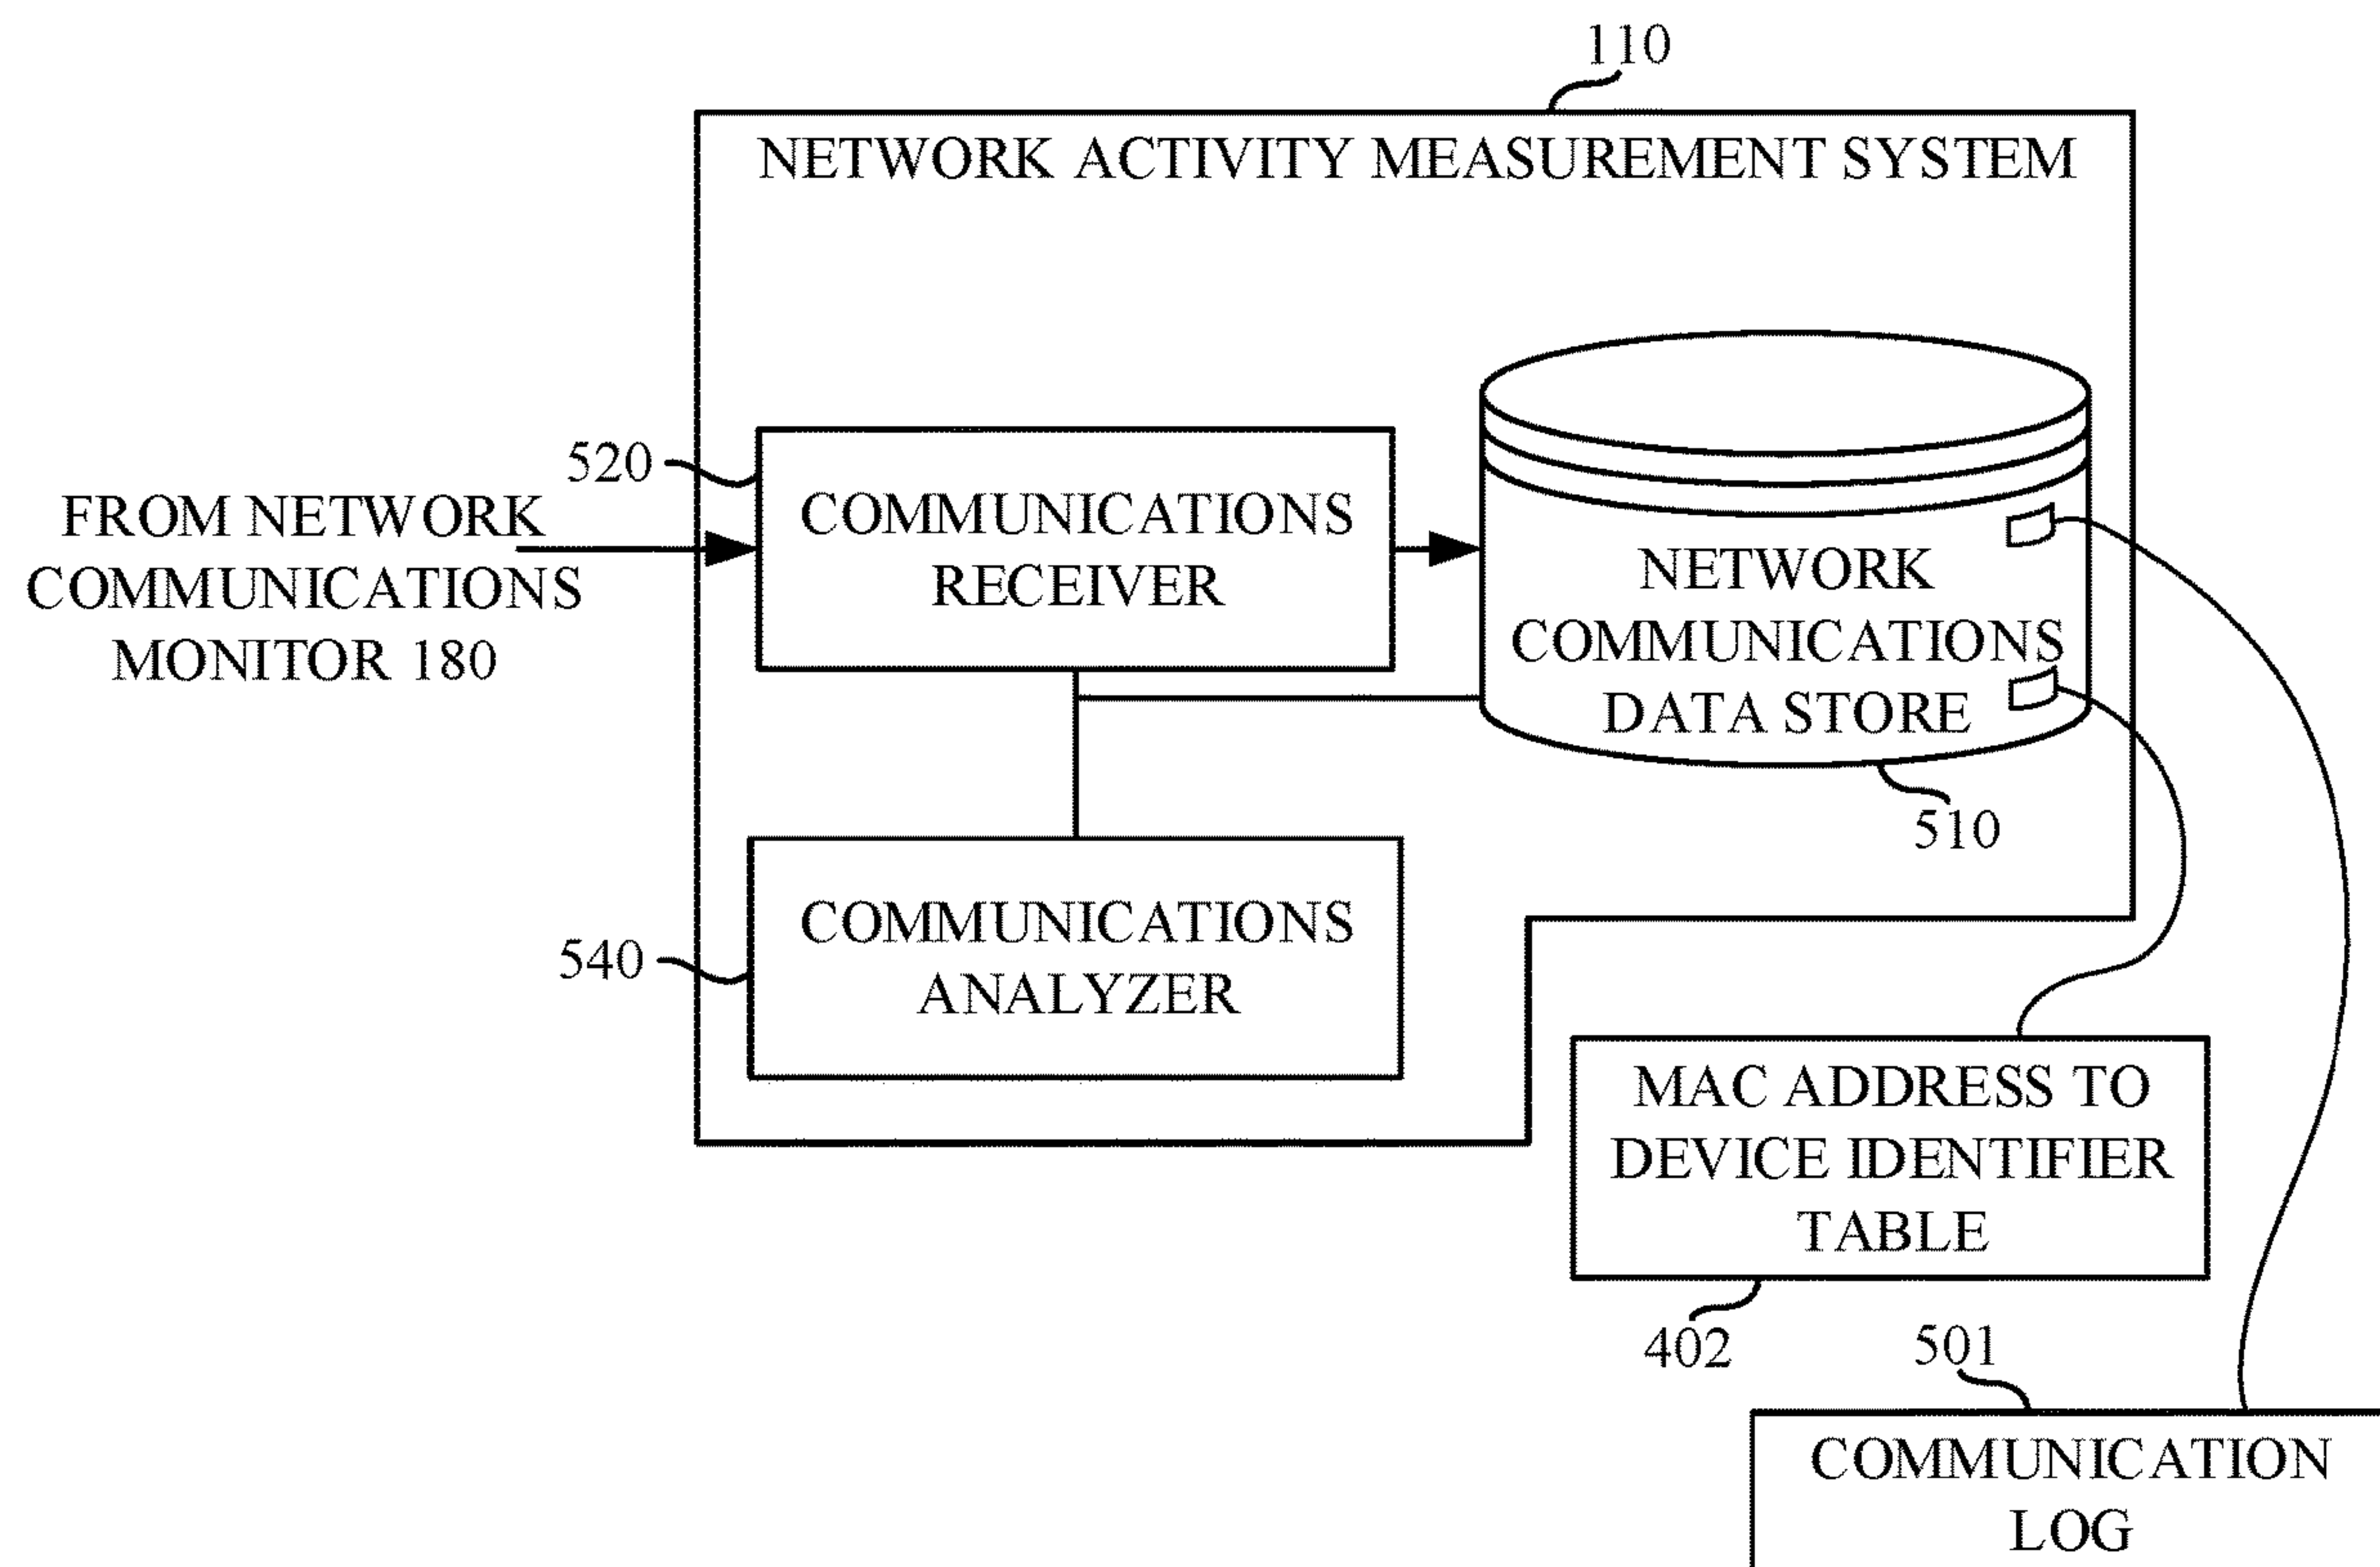 110
NETWORK ACTIVITY MEASUREMENT SYSTEM
520
FROM NETWORK
COMMUNICATIONS
MONITOR 180
COMMUNICATIONS
RECEIVER
NETWORK
COMMUNICATIONS
DATA STORE
510
540
COMMUNICATIONS
ANALYZER
MAC ADDRESS TO
DEVICE IDENTIFIER
TABLE
402
501
COMMUNICATION
LOG